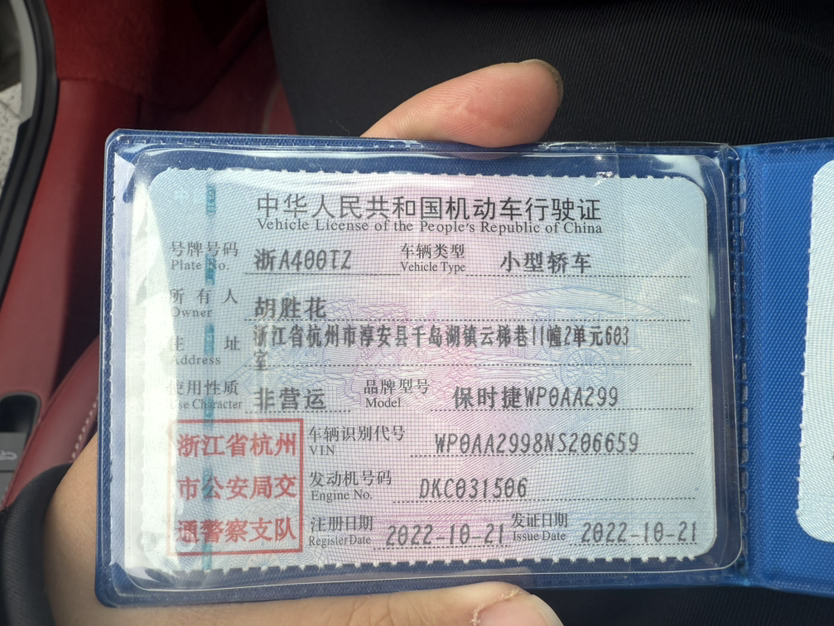 中华人民共和国机动车行驶证
Vehicle License of the People's Republic of China
号牌号码 浙A400TZ 车辆类型 小型轿车
Plate No. Vehicle Type
所有人 胡胜花
Owner
住址 浙江省杭州市淳安县千岛湖镇云梯巷11幢2单元603
Address 室
使用性质 非营运 品牌型号 保时捷WP0AA299
Use Character Model
浙江省杭州 车辆识别代号 WP0AA2998NS206659
VIN
市公安局交 发动机号码 DKC031506
Engine No.
通警察支队 注册日期 2022-10-21 发证日期 2022-10-21
Register Date Issue Date